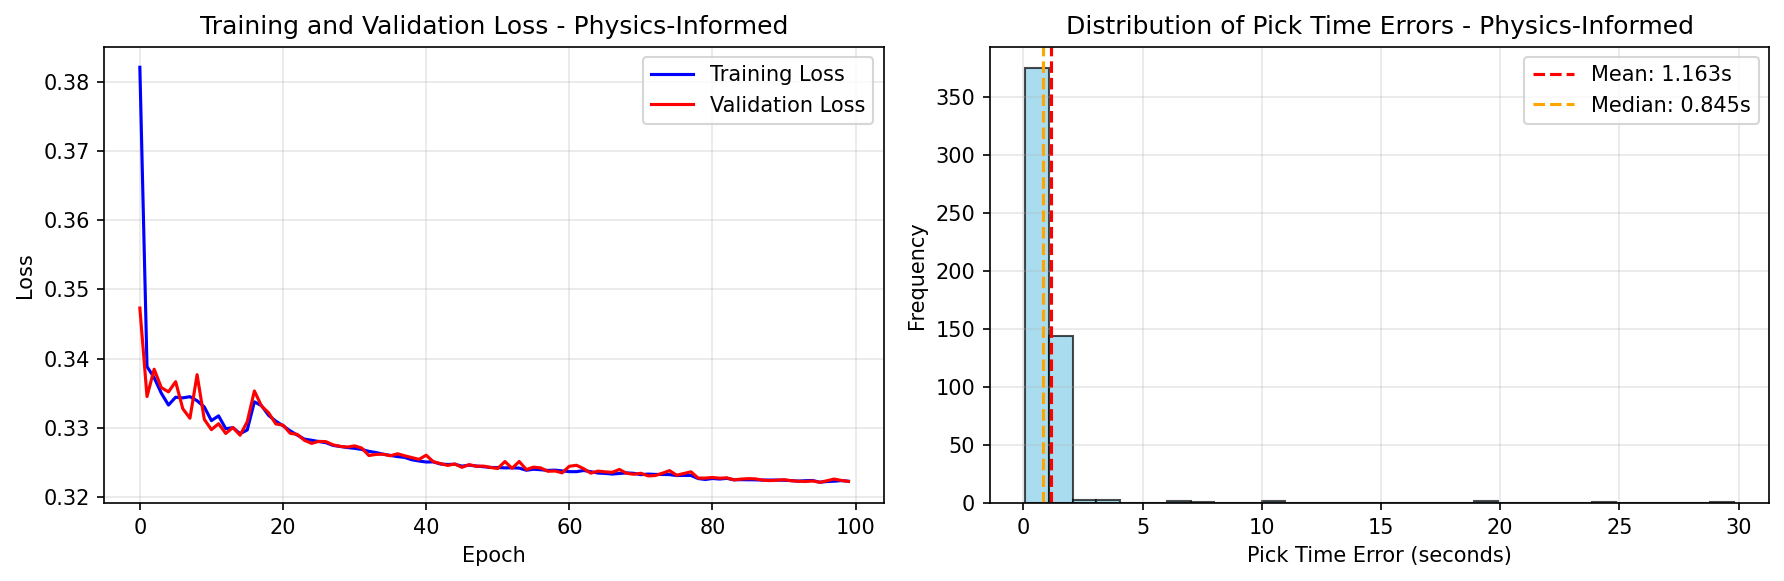 Training and Validation Loss - Physics-Informed
Training Loss
Validation Loss
0.38
0.37
0.36
0.35
0.34
0.33
0.32
Loss
0 20 40 60 80 100
Epoch
Distribution of Pick Time Errors - Physics-Informed
Mean: 1.163s
Median: 0.845s
350
300
250
200
150
100
50
0
Frequency
0 5 10 15 20 25 30
Pick Time Error (seconds)